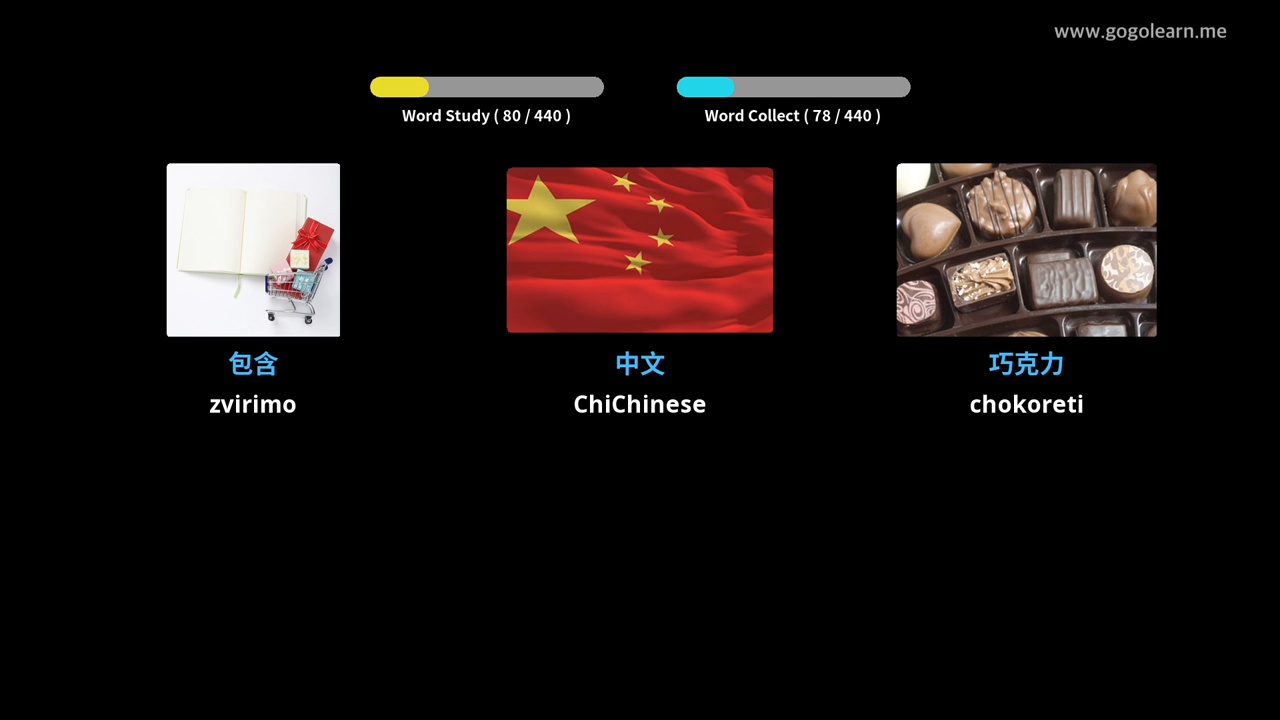 www.gogolearn.me
Word Study ( 80 / 440 )
Word Collect ( 78 / 440 )
包含
zvirimo
中文
ChiChinese
巧克力
chokoreti